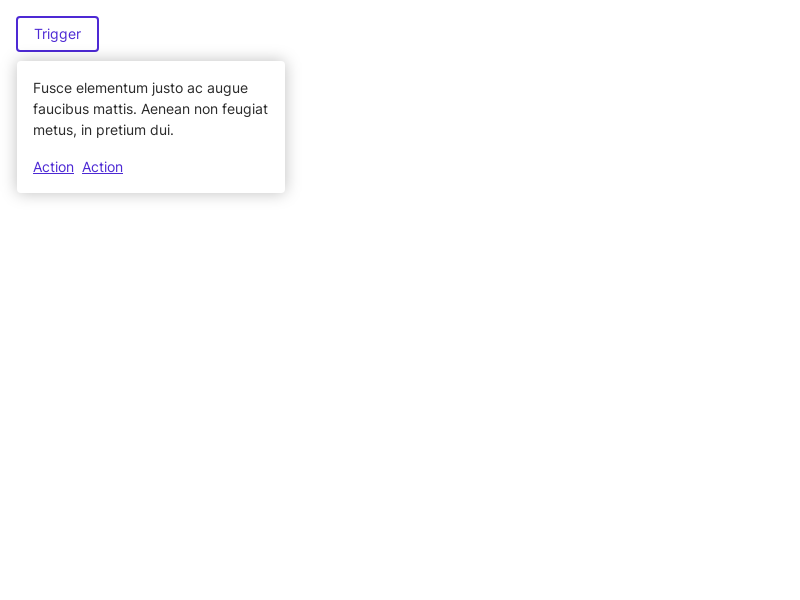 Trigger
Fusce elementum justo ac augue
faucibus mattis. Aenean non feugiat
metus, in pretium dui.
Action Action